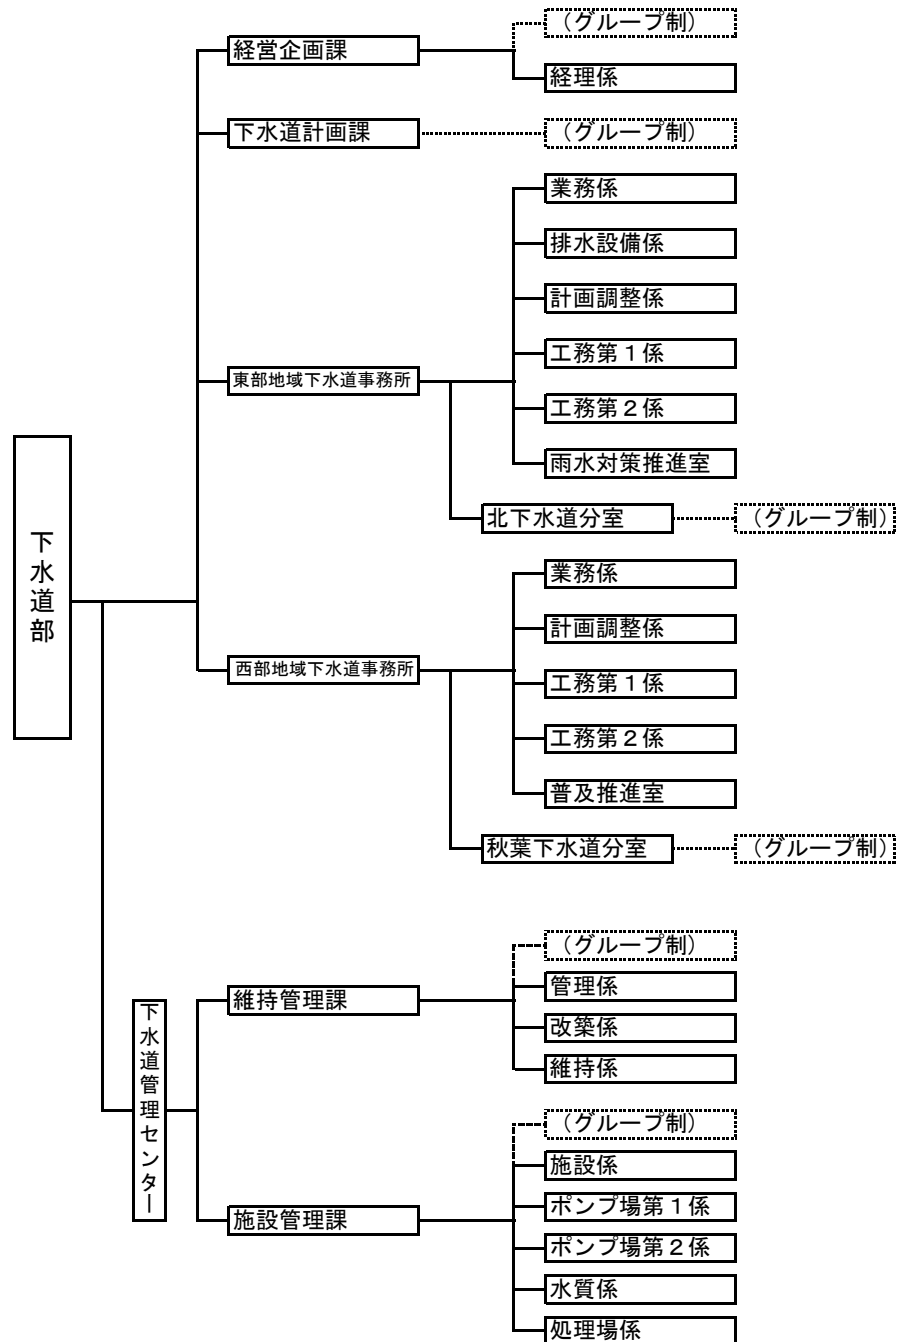 下水道部
経営企画課
（グループ制）
経理係
下水道計画課
（グループ制）
東部地域下水道事務所
業務係
排水設備係
計画調整係
工務第１係
工務第２係
雨水対策推進室
北下水道分室
（グループ制）
西部地域下水道事務所
業務係
計画調整係
工務第１係
工務第２係
普及推進室
秋葉下水道分室
（グループ制）
下水道管理センター
維持管理課
（グループ制）
管理係
改築係
維持係
施設管理課
（グループ制）
施設係
ポンプ場第１係
ポンプ場第２係
水質係
処理場係